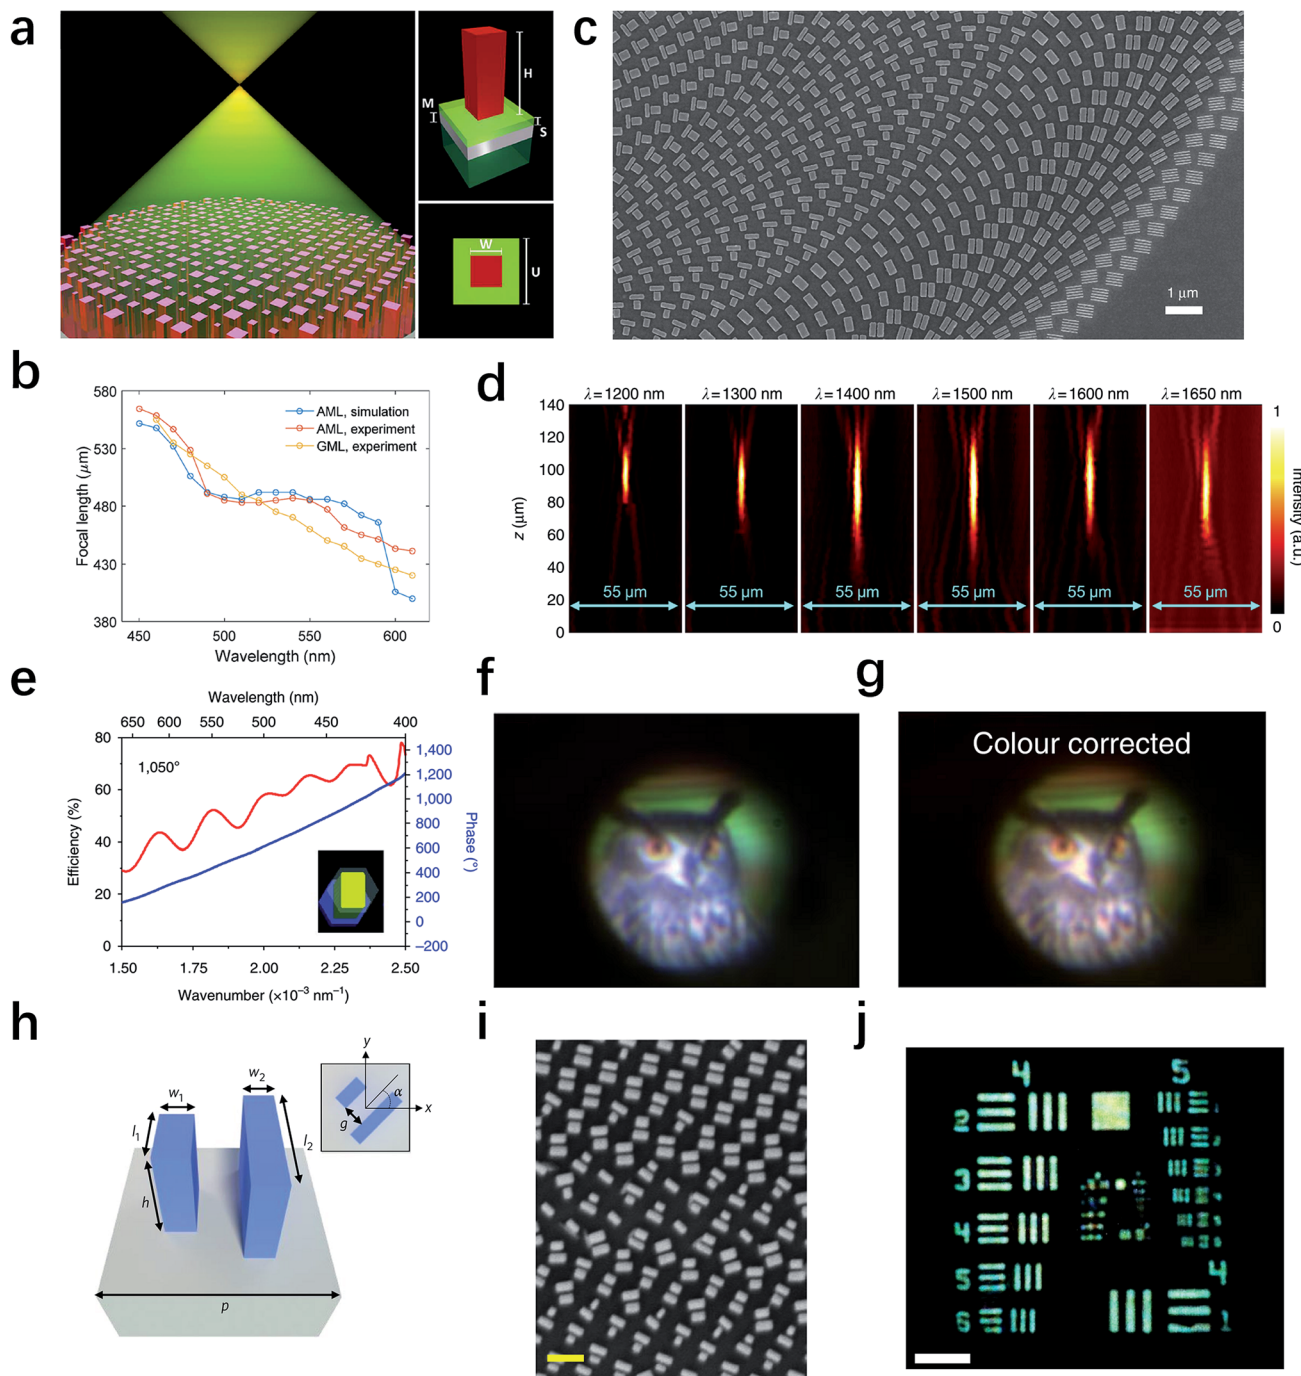 a
H
M
S
W
U
c
1 μm
b
580
530
480
430
380
Focal length (μm)
AML, simulation
AML, experiment
GML, experiment
450 500 550 600
Wavelength (nm)
d
λ=1200 nm λ=1300 nm λ=1400 nm λ=1500 nm λ=1600 nm λ=1650 nm
140
120
100
80
60
40
20
0
z (μm)
55 μm 55 μm 55 μm 55 μm 55 μm 55 μm
1
Intensity (a.u.)
0
e
Wavelength (nm)
650 600 550 500 450 400
80
60
40
20
0
Efficiency (%)
1,050°
1,400
1,200
1,000
800
600
400
200
0
−200
Phase (°)
1.50 1.75 2.00 2.25 2.50
Wavenumber (×10⁻³ nm⁻¹)
f
g
Colour corrected
h
w₁
w₂
l₁
l₂
h
p
y
α
x
g
i
j
4 5
2
3
4
5
6
4
1